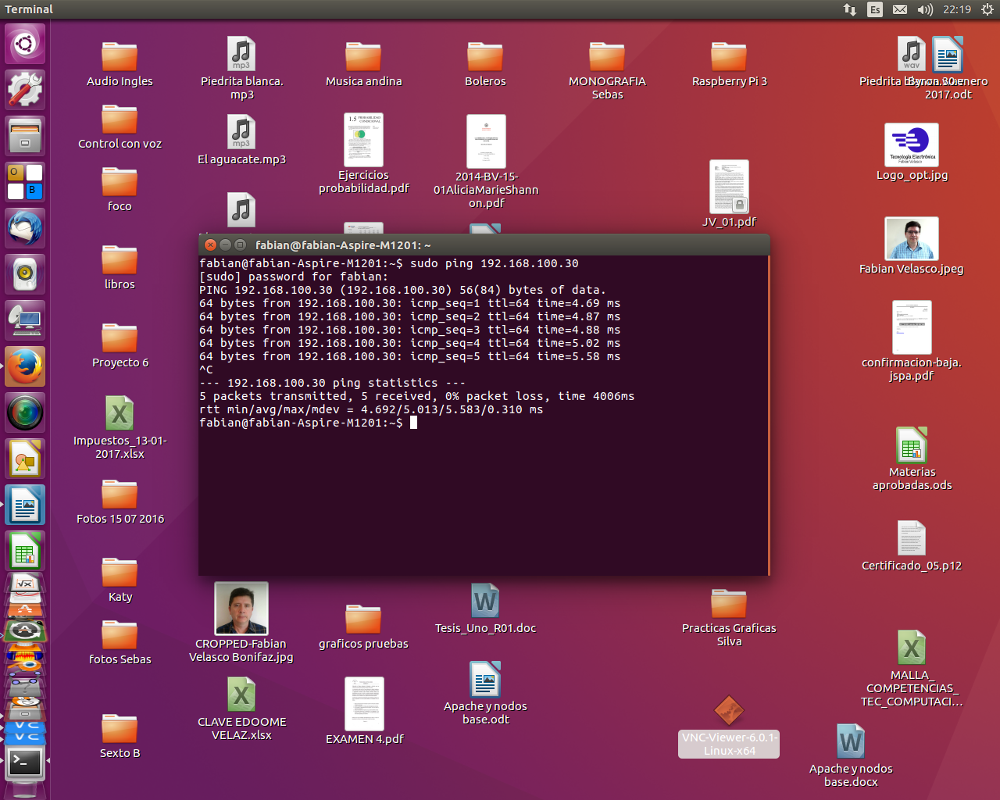 Terminal
Es
22:19
Audio Ingles
Piedrita blanca.
mp3
Musica andina
Boleros
MONOGRAFIA
Sebas
Raspberry Pi 3
wav
mp3
Control con voz
El aguacate.mp3
mp3
1.5 PROBABILIDAD
CONDICIONAL
Ejercicios
probabilidad.pdf
2014-BV-15-
01AliciaMarieShann
on.pdf
JV_01.pdf
Tecnología Electrónica
Fabián Velasco
Logo_opt.jpg
foco
Fabian Velasco.jpeg
libros
fabian@fabian-Aspire-M1201: ~
fabian@fabian-Aspire-M1201:~$ sudo ping 192.168.100.30
[sudo] password for fabian:
PING 192.168.100.30 (192.168.100.30) 56(84) bytes of data.
64 bytes from 192.168.100.30: icmp_seq=1 ttl=64 time=4.69 ms
64 bytes from 192.168.100.30: icmp_seq=2 ttl=64 time=4.87 ms
64 bytes from 192.168.100.30: icmp_seq=3 ttl=64 time=4.88 ms
64 bytes from 192.168.100.30: icmp_seq=4 ttl=64 time=5.02 ms
64 bytes from 192.168.100.30: icmp_seq=5 ttl=64 time=5.58 ms
^C
--- 192.168.100.30 ping statistics ---
5 packets transmitted, 5 received, 0% packet loss, time 4006ms
rtt min/avg/max/mdev = 4.692/5.013/5.583/0.310 ms
fabian@fabian-Aspire-M1201:~$
Proyecto 6
confirmacion-baja.
jspa.pdf
Impuestos_13-01-
2017.xlsx
Materias
aprobadas.ods
Fotos 15 07 2016
Certificado_05.p12
Katy
CROPPED-Fabian
Velasco Bonifaz.jpg
graficos pruebas
Tesis_Uno_R01.doc
Practicas Graficas
Silva
fotos Sebas
MALLA_
COMPETENCIAS_
TEC_COMPUTACI...
CLAVE EDOOME
VELAZ.xlsx
EXAMEN 4.pdf
Apache y nodos
base.odt
VNC-Viewer-6.0.1-
Linux-x64
Sexto B
Apache y nodos
base.docx